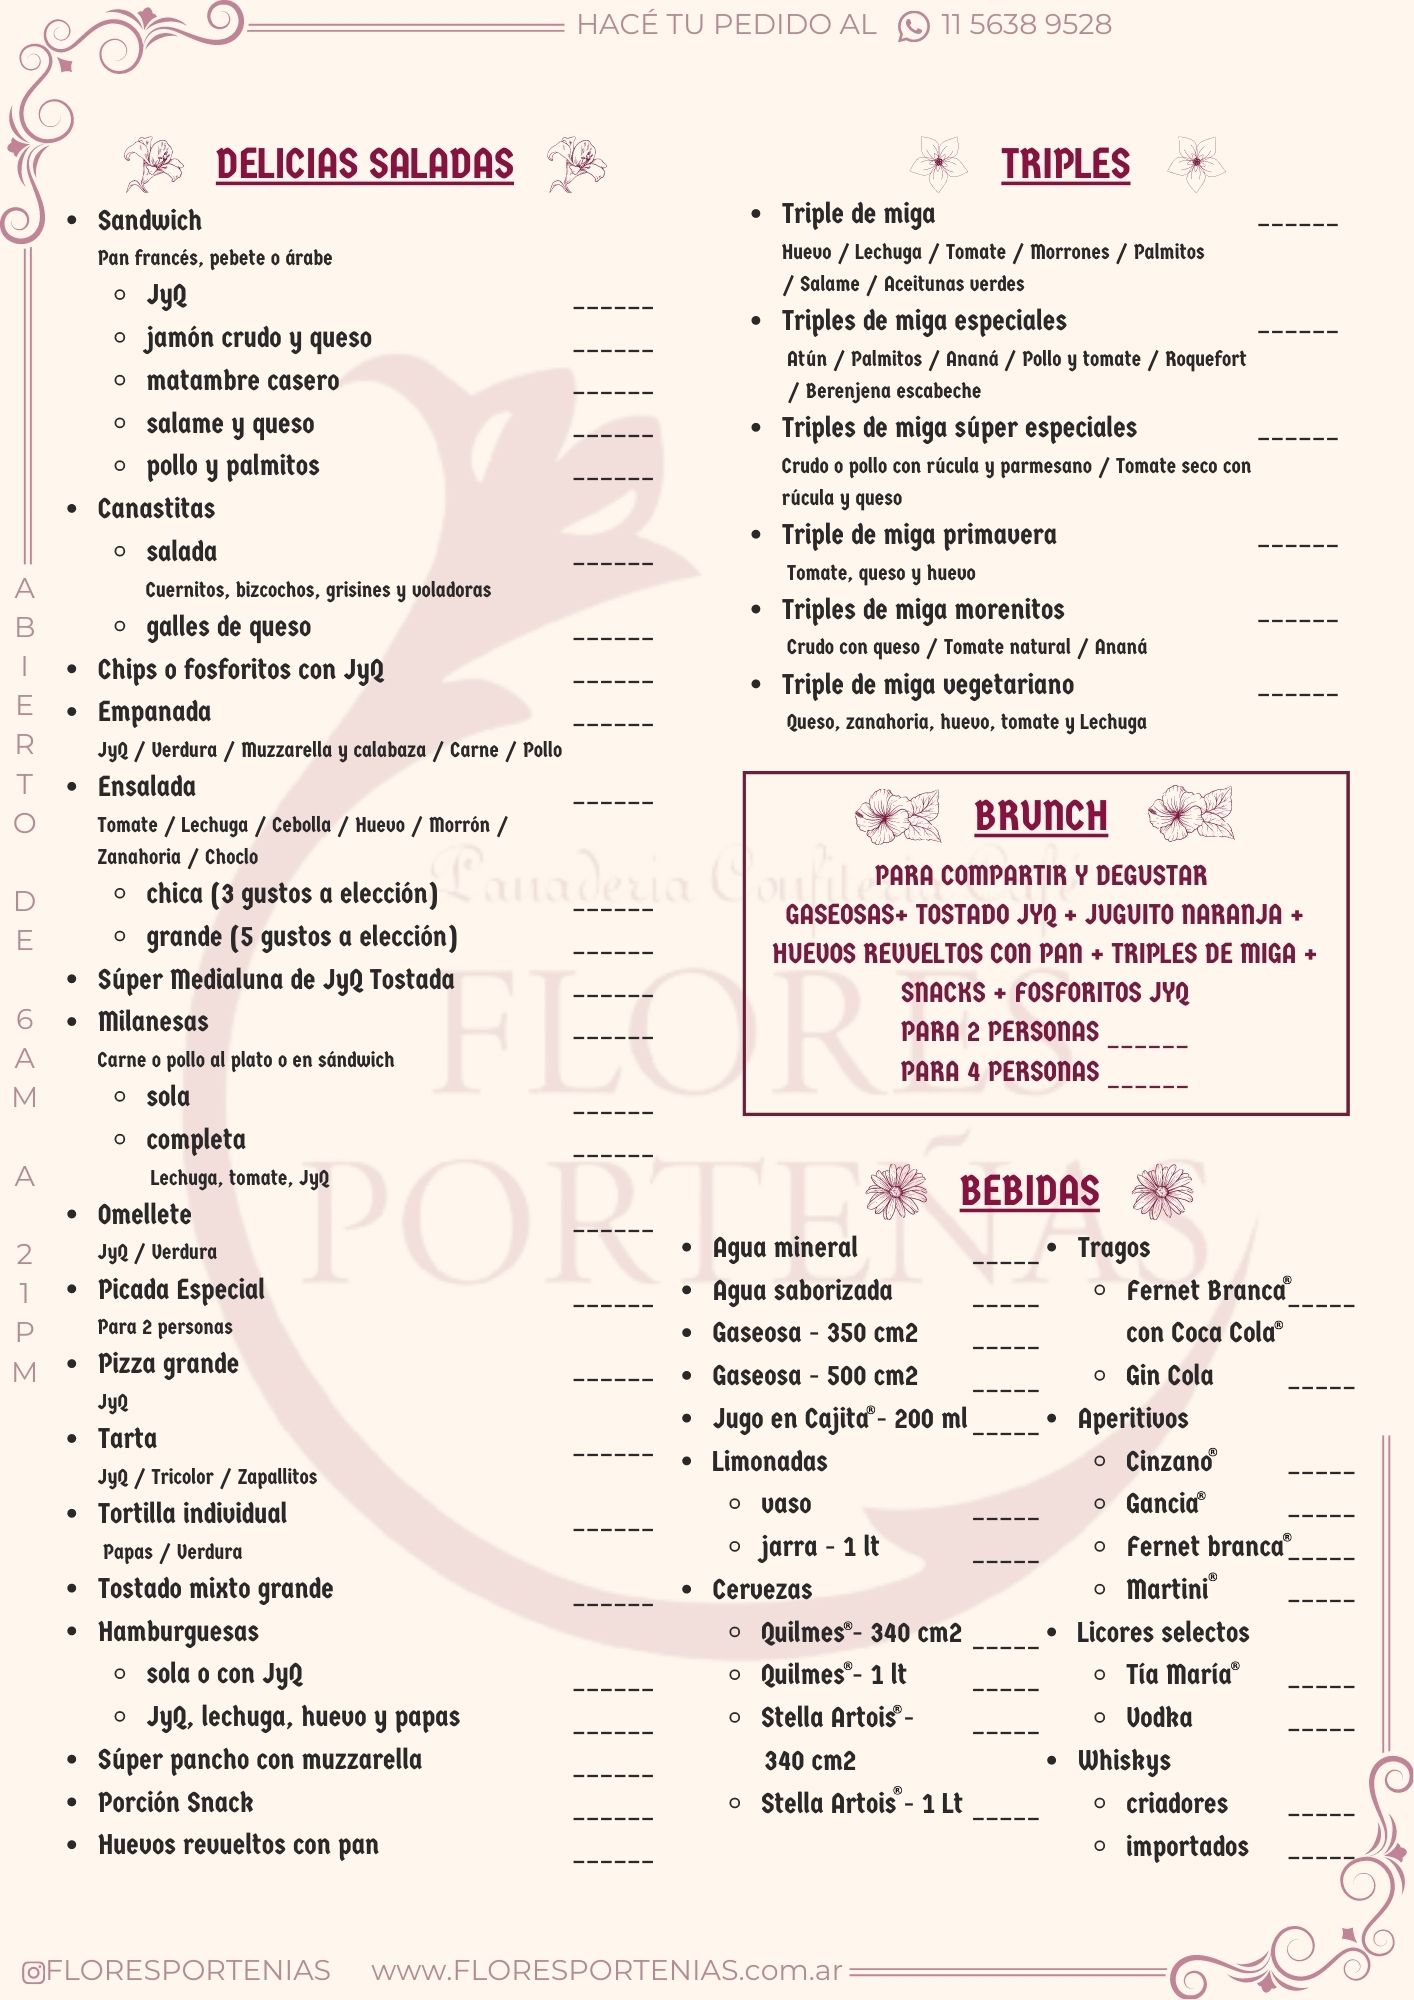 HACÉ TU PEDIDO AL 11 5638 9528
ABIERTO DE 6AM A 21PM
DELICIAS SALADAS
• Sandwich
Pan francés, pebete o árabe
○ JyQ ______
○ jamón crudo y queso ______
○ matambre casero ______
○ salame y queso ______
○ pollo y palmitos ______
• Canastitas
○ salada ______
Cuernitos, bizcochos, grisines y voladoras
○ galles de queso ______
• Chips o fosforitos con JyQ ______
• Empanada ______
JyQ / Verdura / Muzzarella y calabaza / Carne / Pollo
• Ensalada ______
Tomate / Lechuga / Cebolla / Huevo / Morrón /
Zanahoria / Choclo
○ chica (3 gustos a elección) ______
○ grande (5 gustos a elección) ______
• Súper Medialuna de JyQ Tostada ______
• Milanesas ______
Carne o pollo al plato o en sándwich
○ sola ______
○ completa ______
Lechuga, tomate, JyQ
• Omellete ______
JyQ / Verdura
• Picada Especial ______
Para 2 personas
• Pizza grande ______
JyQ
• Tarta ______
JyQ / Tricolor / Zapallitos
• Tortilla individual ______
Papas / Verdura
• Tostado mixto grande ______
• Hamburguesas
○ sola o con JyQ ______
○ JyQ, lechuga, huevo y papas ______
• Súper pancho con muzzarella ______
• Porción Snack ______
• Huevos revueltos con pan ______
TRIPLES
• Triple de miga ______
Huevo / Lechuga / Tomate / Morrones / Palmitos
/ Salame / Aceitunas verdes
• Triples de miga especiales ______
Atún / Palmitos / Ananá / Pollo y tomate / Roquefort
/ Berenjena escabeche
• Triples de miga súper especiales ______
Crudo o pollo con rúcula y parmesano / Tomate seco con
rúcula y queso
• Triple de miga primavera ______
Tomate, queso y huevo
• Triples de miga morenitos ______
Crudo con queso / Tomate natural / Ananá
• Triple de miga vegetariano ______
Queso, zanahoria, huevo, tomate y Lechuga
BRUNCH
PARA COMPARTIR Y DEGUSTAR
GASEOSAS+ TOSTADO JYQ + JUGUITO NARANJA +
HUEVOS REVUELTOS CON PAN + TRIPLES DE MIGA +
SNACKS + FOSFORITOS JYQ
PARA 2 PERSONAS ______
PARA 4 PERSONAS ______
BEBIDAS
• Agua mineral _____
• Agua saborizada _____
• Gaseosa - 350 cm2 _____
• Gaseosa - 500 cm2 _____
• Jugo en Cajita®- 200 ml _____
• Limonadas
○ vaso _____
○ jarra - 1 lt _____
• Cervezas
○ Quilmes®- 340 cm2 _____
○ Quilmes®- 1 lt _____
○ Stella Artois®- _____
340 cm2
○ Stella Artois®- 1 Lt _____
• Tragos
○ Fernet Branca® _____
con Coca Cola®
○ Gin Cola _____
• Aperitivos
○ Cinzano® _____
○ Gancia® _____
○ Fernet branca® _____
○ Martini® _____
• Licores selectos
○ Tía María® _____
○ Vodka _____
• Whiskys
○ criadores _____
○ importados _____
Panaderia Confiteria Café
FLORES
PORTEÑAS
FLORESPORTENIAS www.FLORESPORTENIAS.com.ar